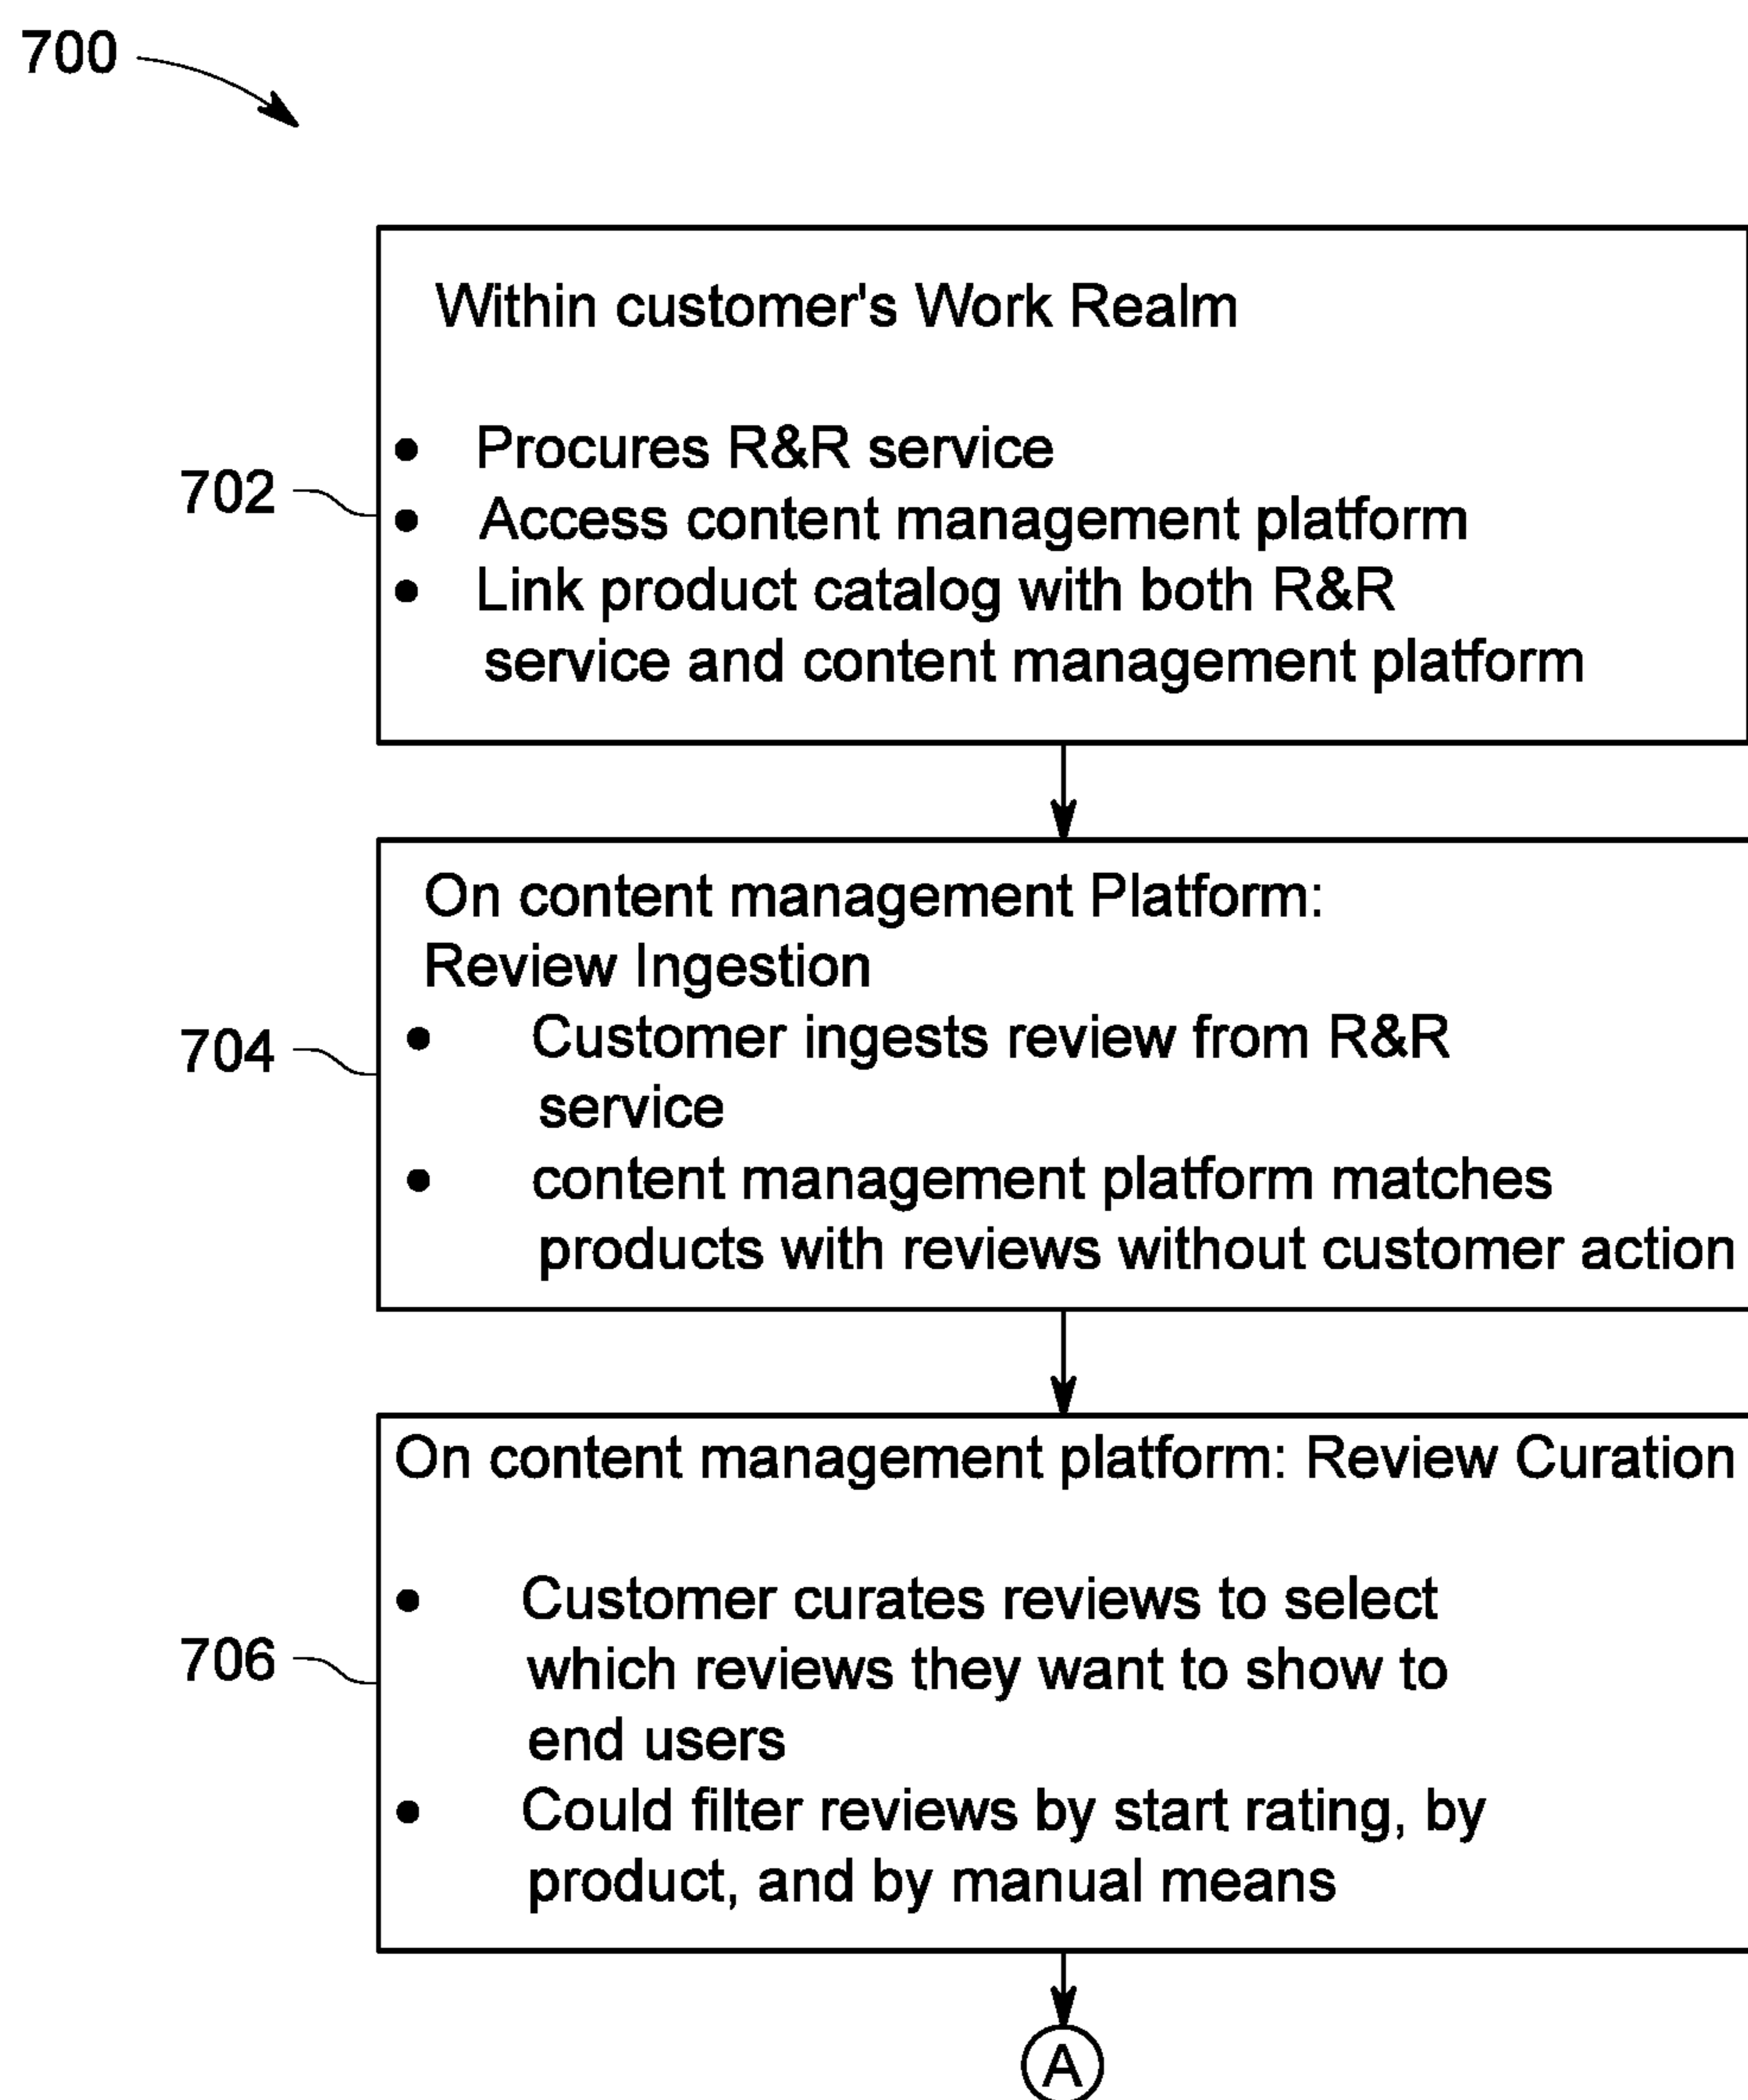 700
Within customer's Work Realm
• Procures R&R service
702
• Access content management platform
• Link product catalog with both R&R
service and content management platform
On content management Platform:
Review Ingestion
704
• Customer ingests review from R&R
service
• content management platform matches
products with reviews without customer action
On content management platform: Review Curation
• Customer curates reviews to select
706
which reviews they want to show to
end users
• Could filter reviews by start rating, by
product, and by manual means
A